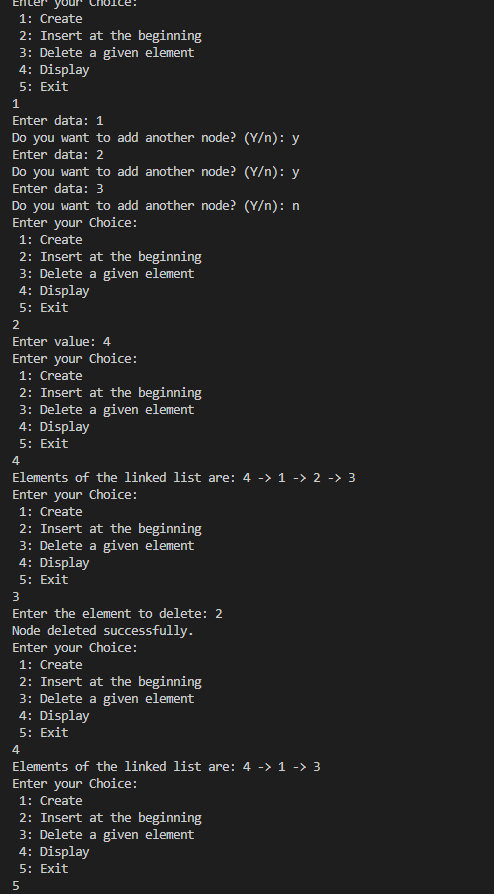 Enter your Choice:
1: Create
2: Insert at the beginning
3: Delete a given element
4: Display
5: Exit
1
Enter data: 1
Do you want to add another node? (Y/n): y
Enter data: 2
Do you want to add another node? (Y/n): y
Enter data: 3
Do you want to add another node? (Y/n): n
Enter your Choice:
1: Create
2: Insert at the beginning
3: Delete a given element
4: Display
5: Exit
2
Enter value: 4
Enter your Choice:
1: Create
2: Insert at the beginning
3: Delete a given element
4: Display
5: Exit
4
Elements of the linked list are: 4 -> 1 -> 2 -> 3
Enter your Choice:
1: Create
2: Insert at the beginning
3: Delete a given element
4: Display
5: Exit
3
Enter the element to delete: 2
Node deleted successfully.
Enter your Choice:
1: Create
2: Insert at the beginning
3: Delete a given element
4: Display
5: Exit
4
Elements of the linked list are: 4 -> 1 -> 3
Enter your Choice:
1: Create
2: Insert at the beginning
3: Delete a given element
4: Display
5: Exit
5